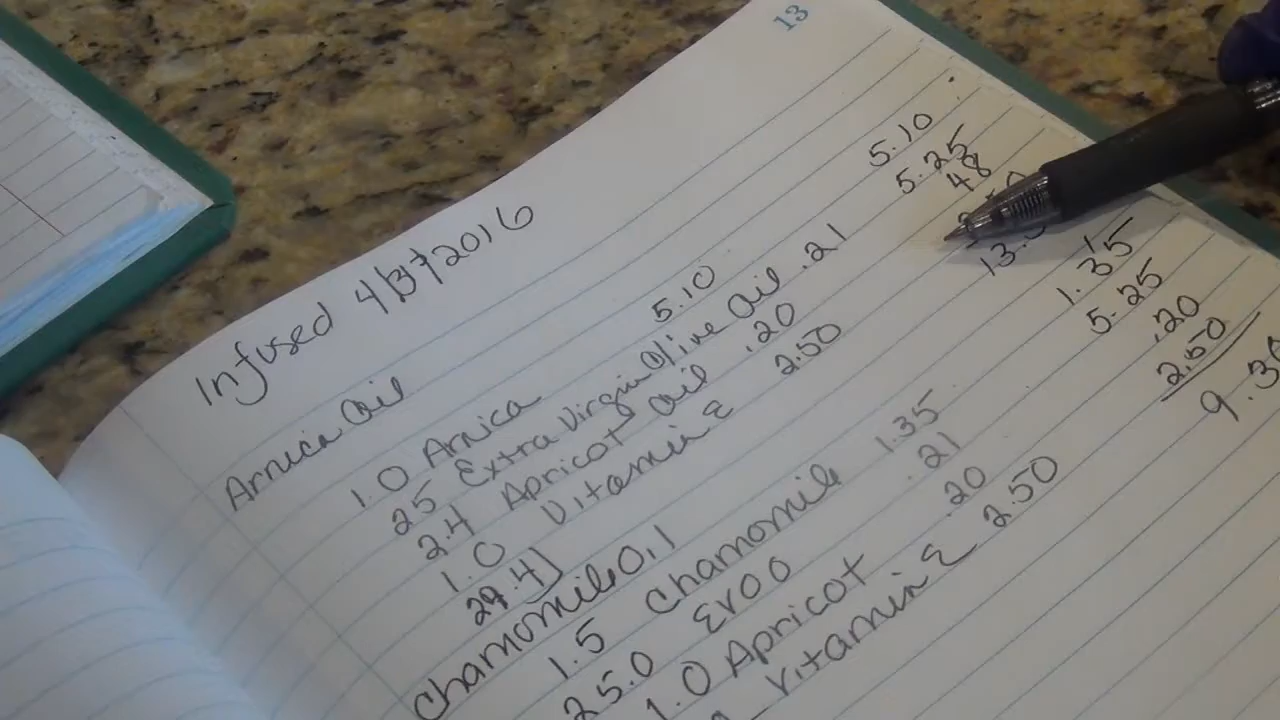 13
Infused 4/13/2016
Arnica Oil
1.0 Arnica 5.10
25 Extra Virgin Olive Oil .21
2.4 Apricot Oil .20
1.0 Vitamin E 2.50
29.4
Chamomile Oil
1.5 Chamomile 1.35
25.0 EVOO .21
1.0 Apricot .20
Vitamin E 2.50
5.10
5.25
48
13.
1.35
5.25
.20
2.50
9.3